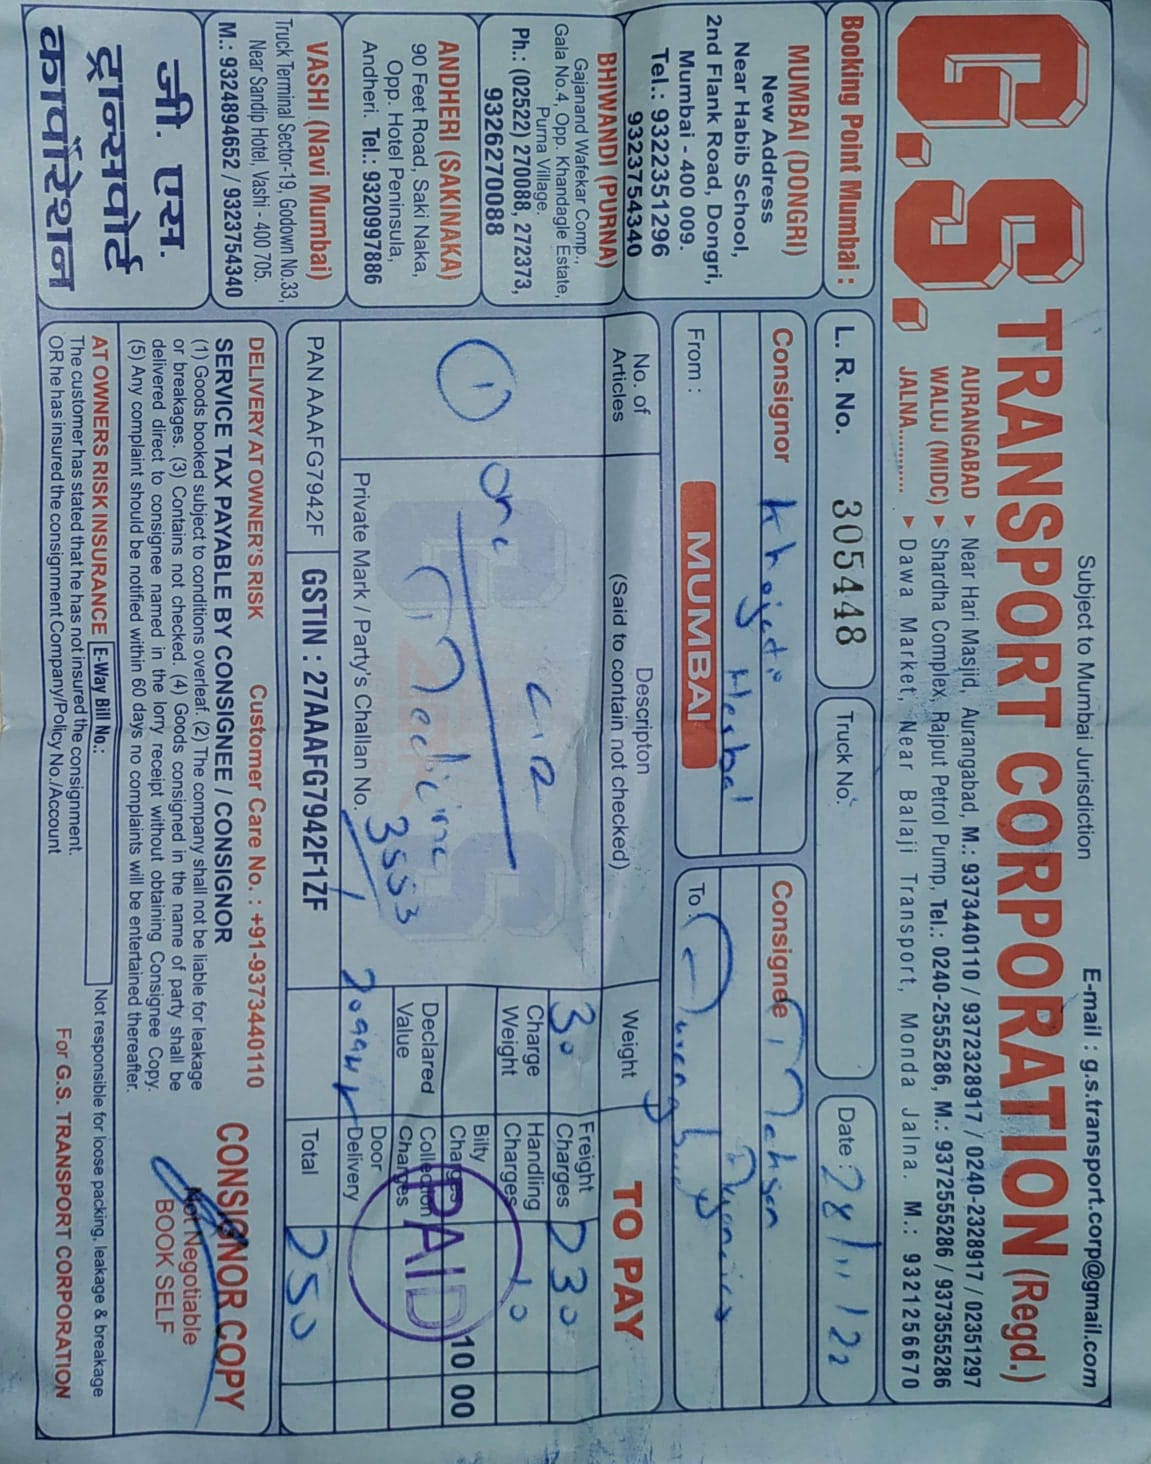 Subject to Mumbai Jurisdiction
E-mail : g.s.transport.corp@gmail.com
G.S. TRANSPORT CORPORATION (Regd.)
AURANGABAD ➤ Near Hari Masjid, Aurangabad, M.: 9373440110 / 9372328917 / 0240-2328917 / 02351297
WALUJ (MIDC) ➤ Shardha Complex, Rajput Petrol Pump, Tel.: 0240-2555286, M.: 9372555286 / 9373555286
JALNA............ ➤ Dawa Market, Near Balaji Transport, Monda Jalna. M.: 9321256670
Booking Point Mumbai :
MUMBAI (DONGRI)
New Address
Near Habib School,
2nd Flank Road, Dongri,
Mumbai - 400 009.
Tel.: 9322351296
9323754340
BHIWANDI (PURNA)
Gajanand Wafekar Comp.,
Gala No.4, Opp. Khandagle Estate,
Purna Village.
Ph.: (02522) 270088, 272373,
9326270088
ANDHERI (SAKINAKA)
90 Feet Road, Saki Naka,
Opp. Hotel Peninsula,
Andheri. Tel.: 9320997886
VASHI (Navi Mumbai)
Truck Terminal Sector-19, Godown No.33,
Near Sandip Hotel, Vashi - 400 705.
M.: 9324894652 / 9323754340
जी. एस.
ट्रान्सपोर्ट
कार्पोरेशन
L. R. No. 305448
Truck No.
Date : 28/11/22
Consignor Khojati
Herbal
From : MUMBAI
Consignee Mohsen
To
No. of Articles
Descripton
(Said to contain not checked)
Weight
TO PAY
1
One C.B
Medicine
Private Mark / Party's Challan No. 3553
30
Charge Weight
Declared Value
Freight Charges 230
Handling Charges 10
Bilty Charges 10 00
Collection Charges
Door Delivery
Total 250
PAID
PAN AAAFG7942F
GSTIN : 27AAAFG7942F1ZF
DELIVERY AT OWNER'S RISK
Customer Care No. : +91-9373440110
SERVICE TAX PAYABLE BY CONSIGNEE / CONSIGNOR
(1) Goods booked subject to conditions overleaf (2) The company shall not be liable for leakage
or breakages. (3) Contains not checked. (4) Goods consigned in the name of party shall be
delivered direct to consignee named in the lorry receipt without obtaining Consignee Copy.
(5) Any complaint should be notified within 60 days no complaints will be entertained thereafter.
CONSIGNOR COPY
Not Negotiable
BOOK SELF
AT OWNERS RISK INSURANCE
E-Way Bill No.:
The customer has stated that he has not insured the consignment.
OR he has insured the consignment Company/Policy No./Account
Not responsible for loose packing, leakage & breakage
For G.S. TRANSPORT CORPORATION